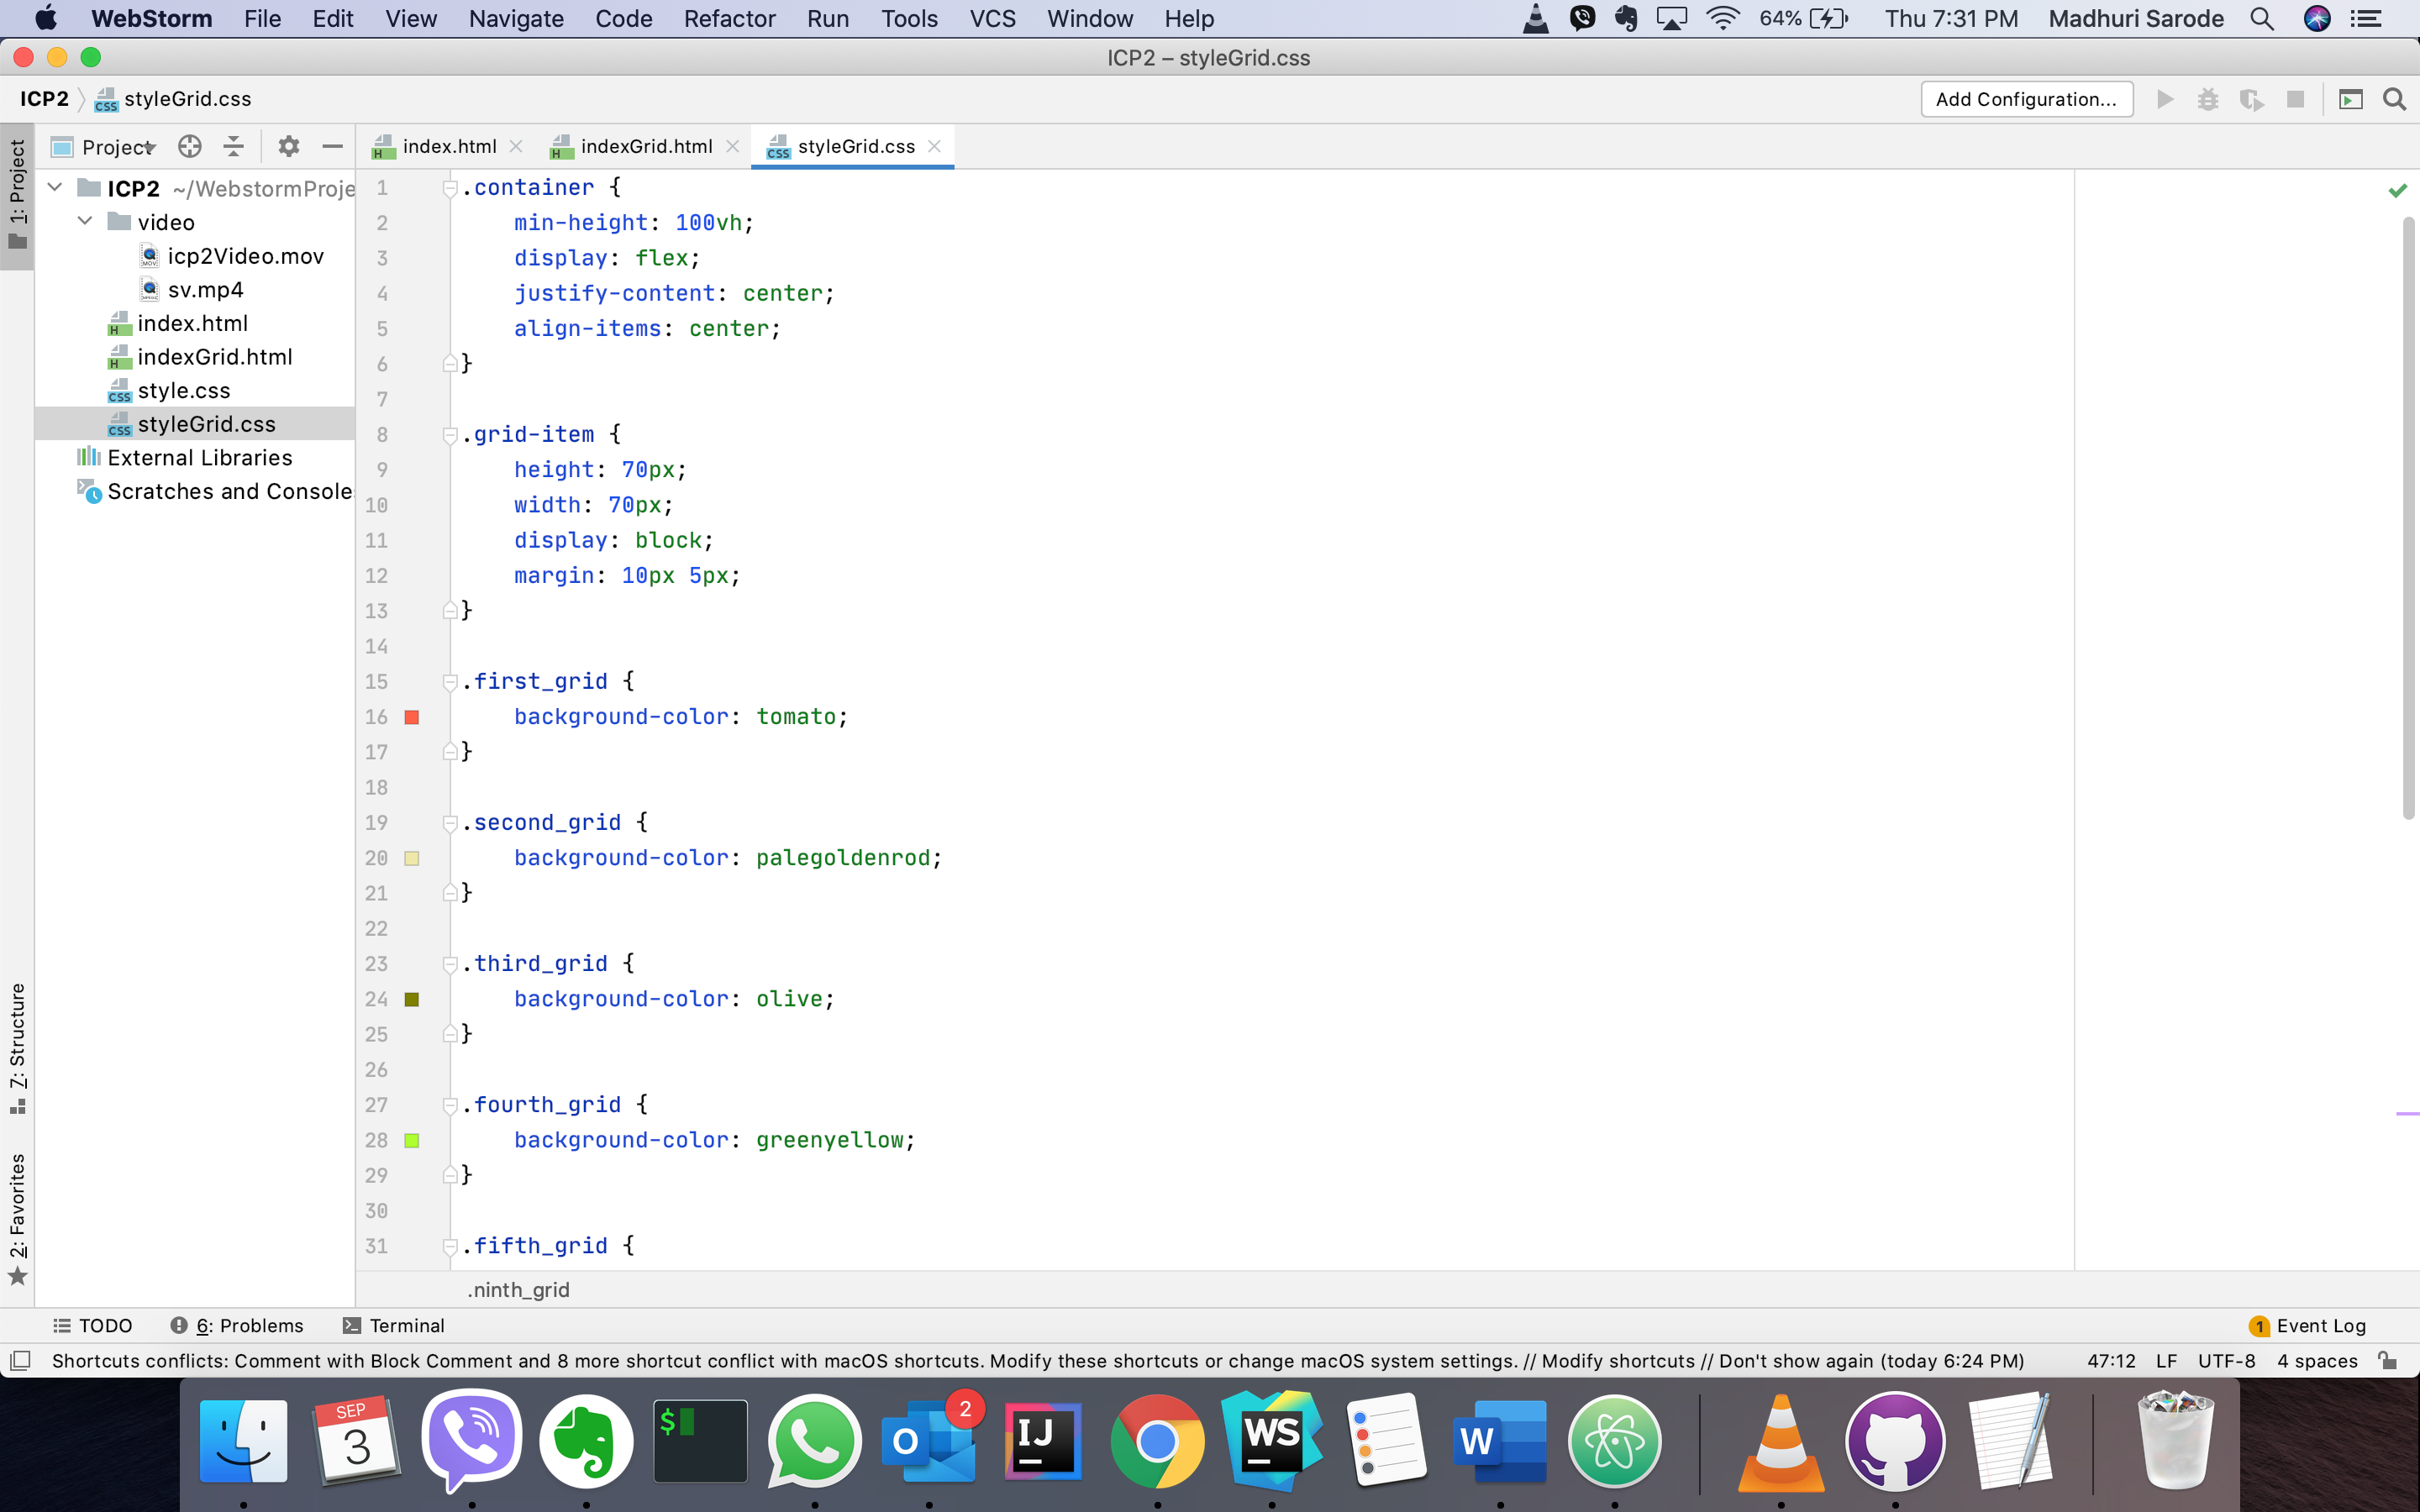 WebStorm File Edit View Navigate Code Refactor Run Tools VCS Window Help 64% Thu 7:31 PM Madhuri Sarode
ICP2 – styleGrid.css
ICP2 styleGrid.css Add Configuration...
1: Project
Project
index.html indexGrid.html styleGrid.css
ICP2 ~/WebstormProje
video
icp2Video.mov
sv.mp4
index.html
indexGrid.html
style.css
styleGrid.css
External Libraries
Scratches and Console
1 .container {
2 min-height: 100vh;
3 display: flex;
4 justify-content: center;
5 align-items: center;
6 }
7
8 .grid-item {
9 height: 70px;
10 width: 70px;
11 display: block;
12 margin: 10px 5px;
13 }
14
15 .first_grid {
16 background-color: tomato;
17 }
18
19 .second_grid {
20 background-color: palegoldenrod;
21 }
22
23 .third_grid {
24 background-color: olive;
25 }
26
27 .fourth_grid {
28 background-color: greenyellow;
29 }
30
31 .fifth_grid {
.ninth_grid
7: Structure
2: Favorites
TODO 6: Problems Terminal 1 Event Log
Shortcuts conflicts: Comment with Block Comment and 8 more shortcut conflict with macOS shortcuts. Modify these shortcuts or change macOS system settings. // Modify shortcuts // Don't show again (today 6:24 PM) 47:12 LF UTF-8 4 spaces
SEP
3
$
2
O
IJ
WS
W